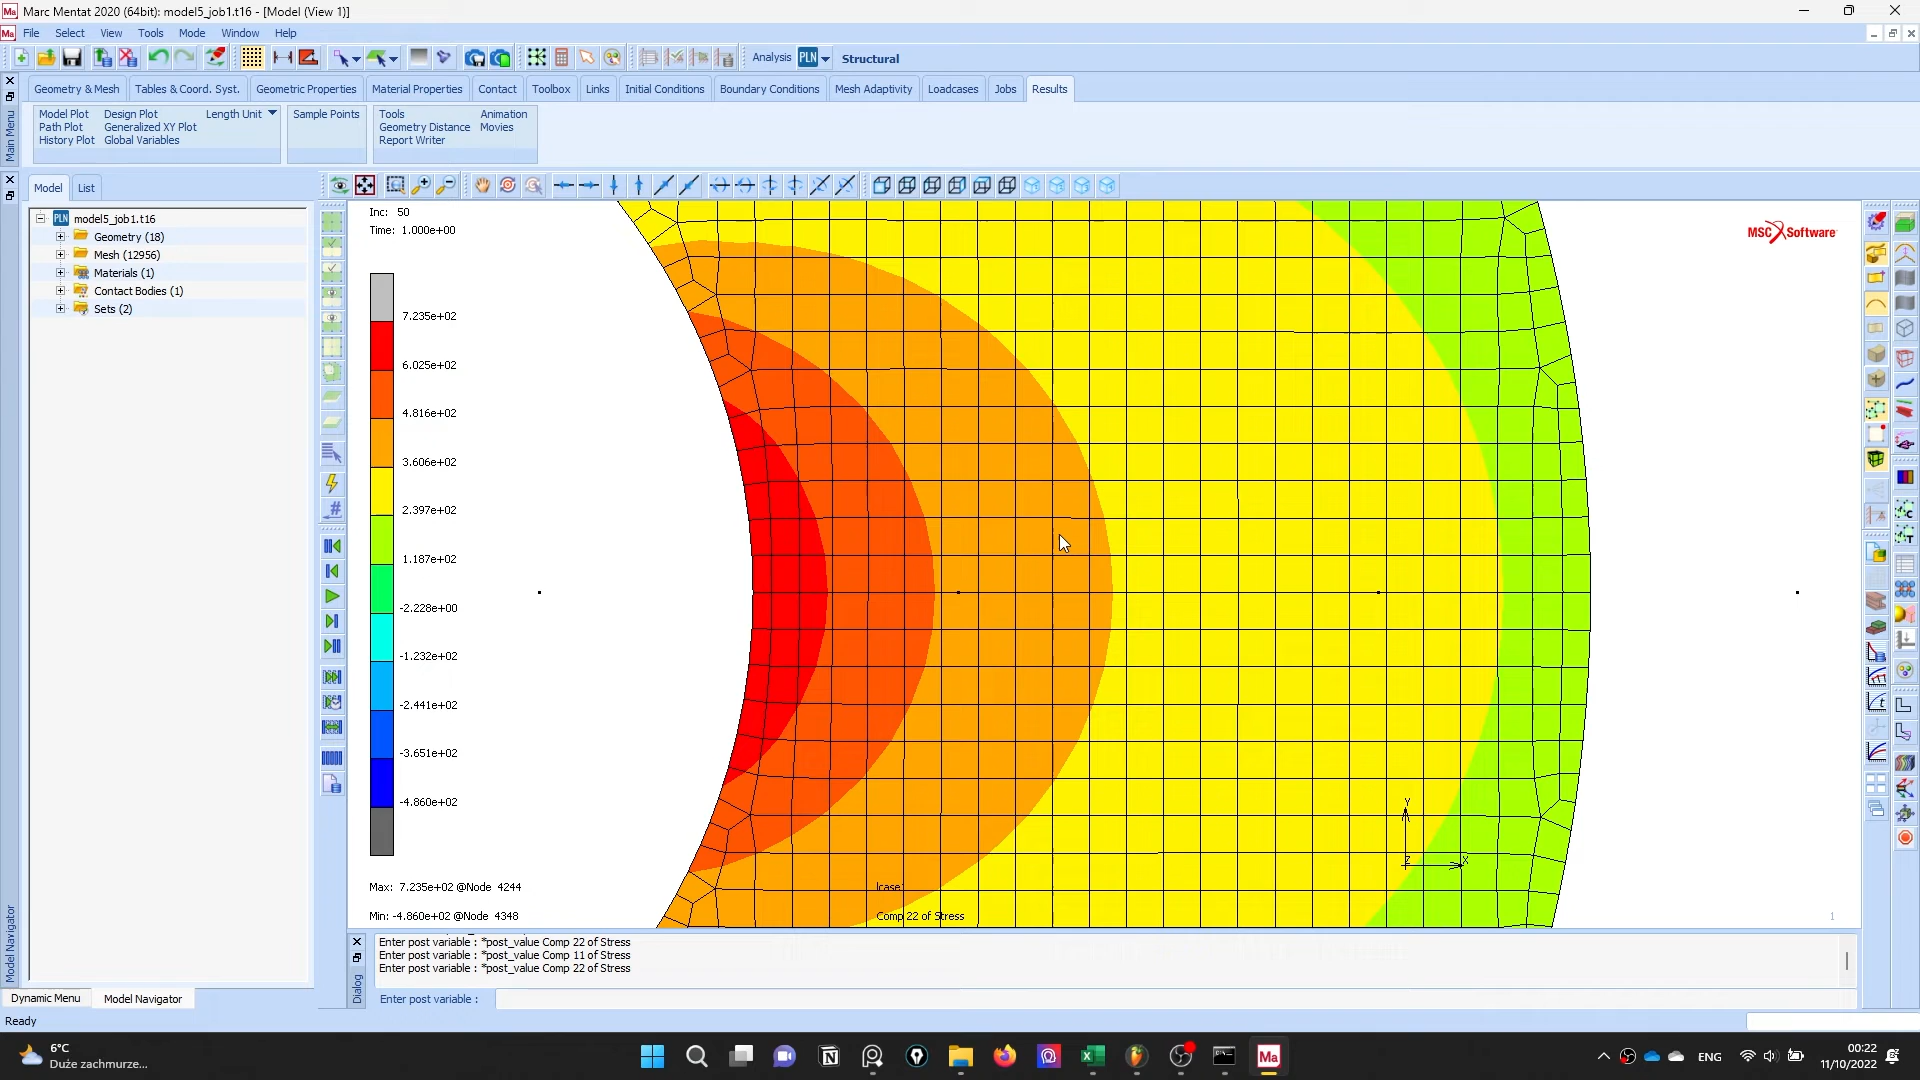 Marc Mentat 2020 (64bit): model5_job1.t16 - [Model (View 1)]
File Select View Tools Mode Window Help
Analysis PLN Structural
Geometry & Mesh Tables & Coord. Syst. Geometric Properties Material Properties Contact Toolbox Links Initial Conditions Boundary Conditions Mesh Adaptivity Loadcases Jobs Results
Model Plot Design Plot Length Unit Sample Points Tools Animation
Path Plot Generalized XY Plot Geometry Distance Movies
History Plot Global Variables Report Writer
Main Menu
Model List
PLN model5_job1.t16
Geometry (18)
Mesh (12956)
Materials (1)
Contact Bodies (1)
Sets (2)
Inc: 50
Time: 1.000e+00
MSC Software
7.235e+02
6.025e+02
4.816e+02
3.606e+02
2.397e+02
1.187e+02
-2.228e+00
-1.232e+02
-2.441e+02
-3.651e+02
-4.860e+02
Max: 7.235e+02 @Node 4244
Min: -4.860e+02 @Node 4348
Comp 22 of Stress
Y
Z X
1
Model Navigator
Dialog
Enter post variable : *post_value Comp 22 of Stress
Enter post variable : *post_value Comp 11 of Stress
Enter post variable : *post_value Comp 22 of Stress
Enter post variable :
Dynamic Menu Model Navigator
Ready
6°C
Duże zachmurze...
ENG
00:22
11/10/2022